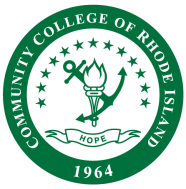 COMMUNITY COLLEGE OF RHODE ISLAND
HOPE
1964